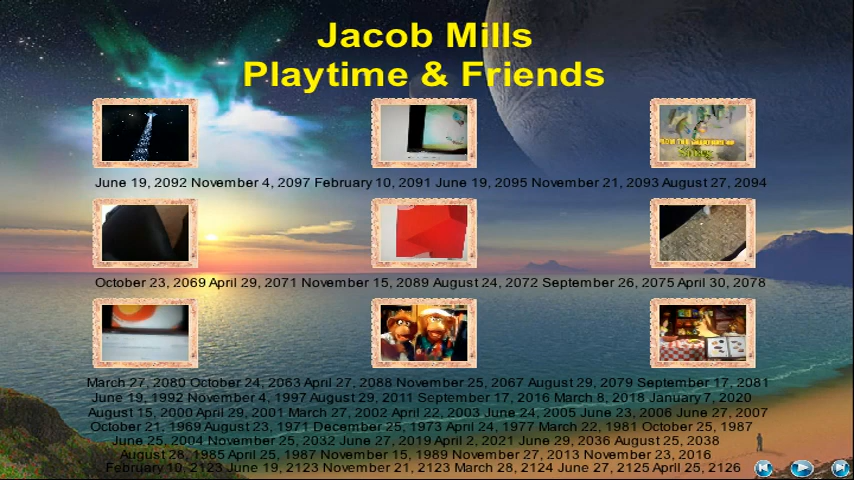 Jacob Mills
Playtime & Friends
June 19, 2092 November 4, 2097 February 10, 2091 June 19, 2095 November 21, 2093 August 27, 2094
October 23, 2069 April 29, 2071 November 15, 2089 August 24, 2072 September 26, 2075 April 30, 2078
March 27, 2080 October 24, 2063 April 27, 2088 November 25, 2067 August 29, 2079 September 17, 2081
June 19, 1992 November 4, 1997 August 29, 2011 September 17, 2016 March 8, 2018 January 7, 2020
August 15, 2000 April 29, 2001 March 27, 2002 April 22, 2003 June 24, 2005 June 23, 2006 June 27, 2007
October 21, 1969 August 23, 1971 December 25, 1973 April 24, 1977 March 22, 1981 October 25, 1987
June 25, 2004 November 25, 2032 June 27, 2019 April 2, 2021 June 29, 2036 August 25, 2038
August 28, 1985 April 25, 1987 November 15, 1989 November 27, 2013 November 23, 2016
February 10, 2123 June 19, 2123 November 21, 2123 March 28, 2124 June 27, 2125 April 25, 2126